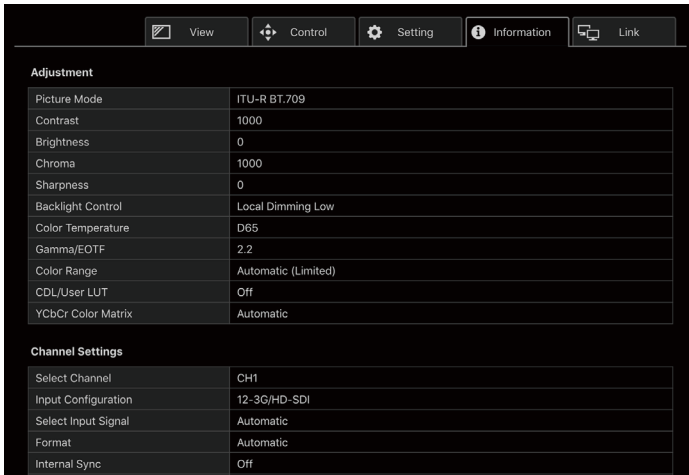 View Control Setting Information Link
Adjustment
Picture Mode ITU-R BT.709
Contrast 1000
Brightness 0
Chroma 1000
Sharpness 0
Backlight Control Local Dimming Low
Color Temperature D65
Gamma/EOTF 2.2
Color Range Automatic (Limited)
CDL/User LUT Off
YCbCr Color Matrix Automatic
Channel Settings
Select Channel CH1
Input Configuration 12-3G/HD-SDI
Select Input Signal Automatic
Format Automatic
Internal Sync Off